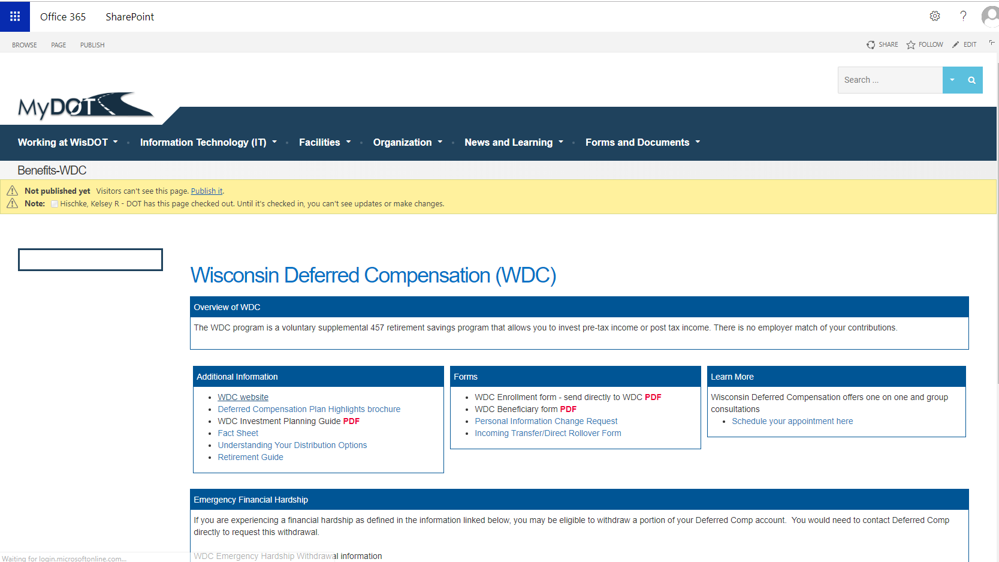 Office 365 SharePoint ?
BROWSE PAGE PUBLISH SHARE FOLLOW EDIT
Search ...
MyDOT
Working at WisDOT Information Technology (IT) Facilities Organization News and Learning Forms and Documents
Benefits-WDC
Not published yet Visitors can't see this page. Publish it.
Note: Hischke, Kelsey R - DOT has this page checked out. Until it's checked in, you can't see updates or make changes.
Wisconsin Deferred Compensation (WDC)
Overview of WDC
The WDC program is a voluntary supplemental 457 retirement savings program that allows you to invest pre-tax income or post tax income. There is no employer match of your contributions.
Additional Information
• WDC website
• Deferred Compensation Plan Highlights brochure
• WDC Investment Planning Guide PDF
• Fact Sheet
• Understanding Your Distribution Options
• Retirement Guide
Forms
• WDC Enrollment form - send directly to WDC PDF
• WDC Beneficiary form PDF
• Personal Information Change Request
• Incoming Transfer/Direct Rollover Form
Learn More
Wisconsin Deferred Compensation offers one on one and group
consultations
• Schedule your appointment here
Emergency Financial Hardship
If you are experiencing a financial hardship as defined in the information linked below, you may be eligible to withdraw a portion of your Deferred Comp account. You would need to contact Deferred Comp
directly to request this withdrawal.
WDC Emergency Hardship Withdrawal information
Waiting for login.microsoftonline.com...